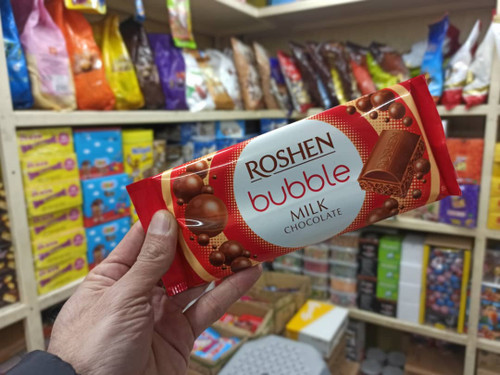 ROSHEN
bubble
MILK
CHOCOLATE